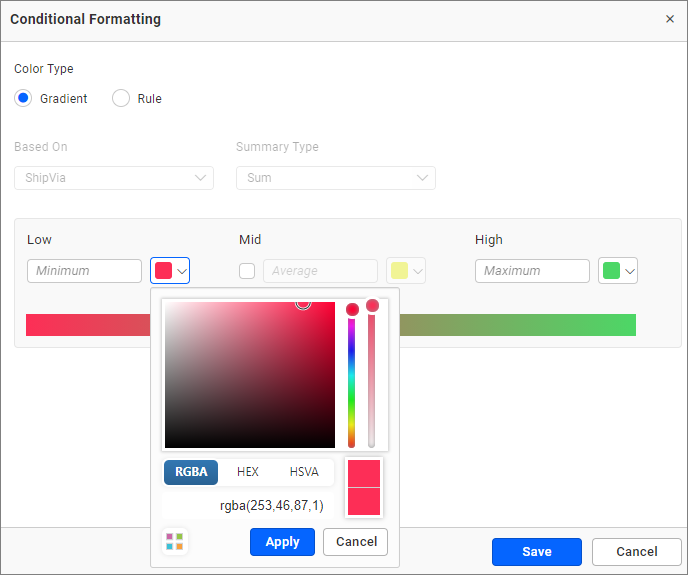 Conditional Formatting
Color Type
Gradient Rule
Based On Summary Type
ShipVia Sum
Low Mid High
Minimum Average Maximum
RGBA HEX HSVA
rgba(253,46,87,1)
Apply Cancel
Save Cancel